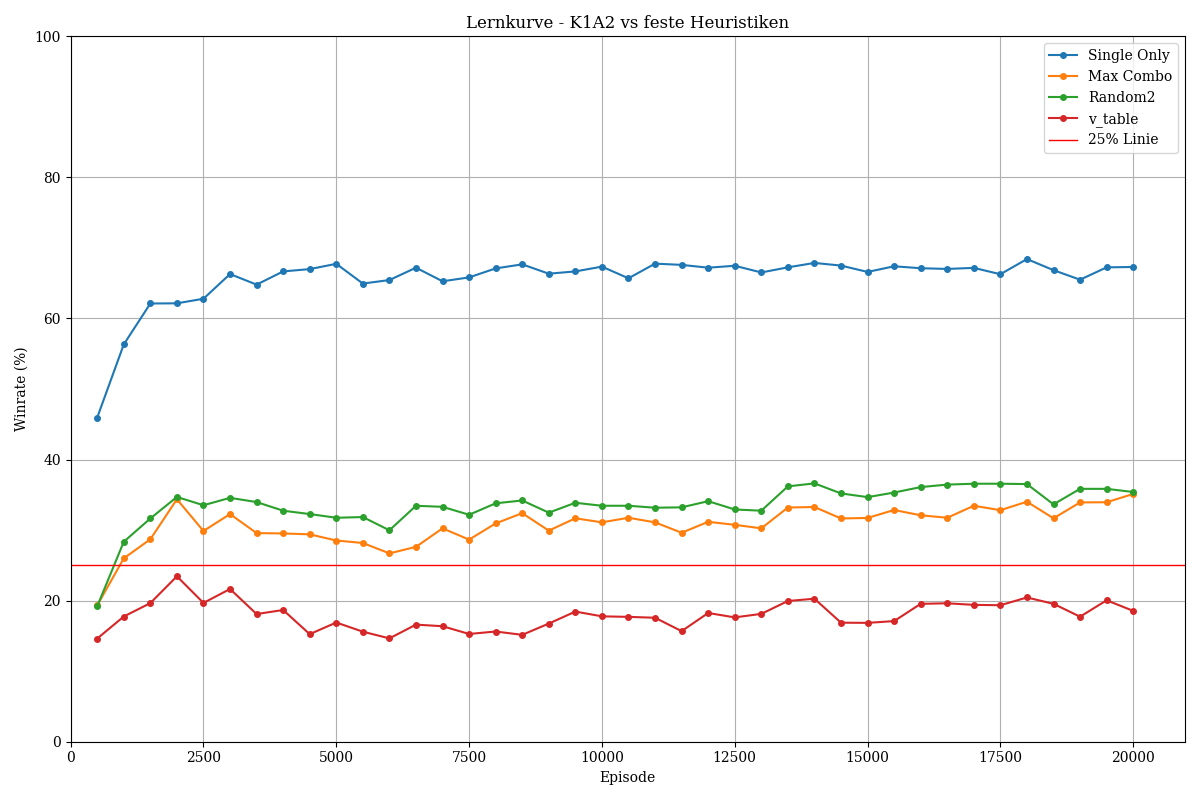 Lernkurve - K1A2 vs feste Heuristiken
Single Only
Max Combo
Random2
v_table
25% Linie
Winrate (%)
100
80
60
40
20
0
0 2500 5000 7500 10000 12500 15000 17500 20000
Episode